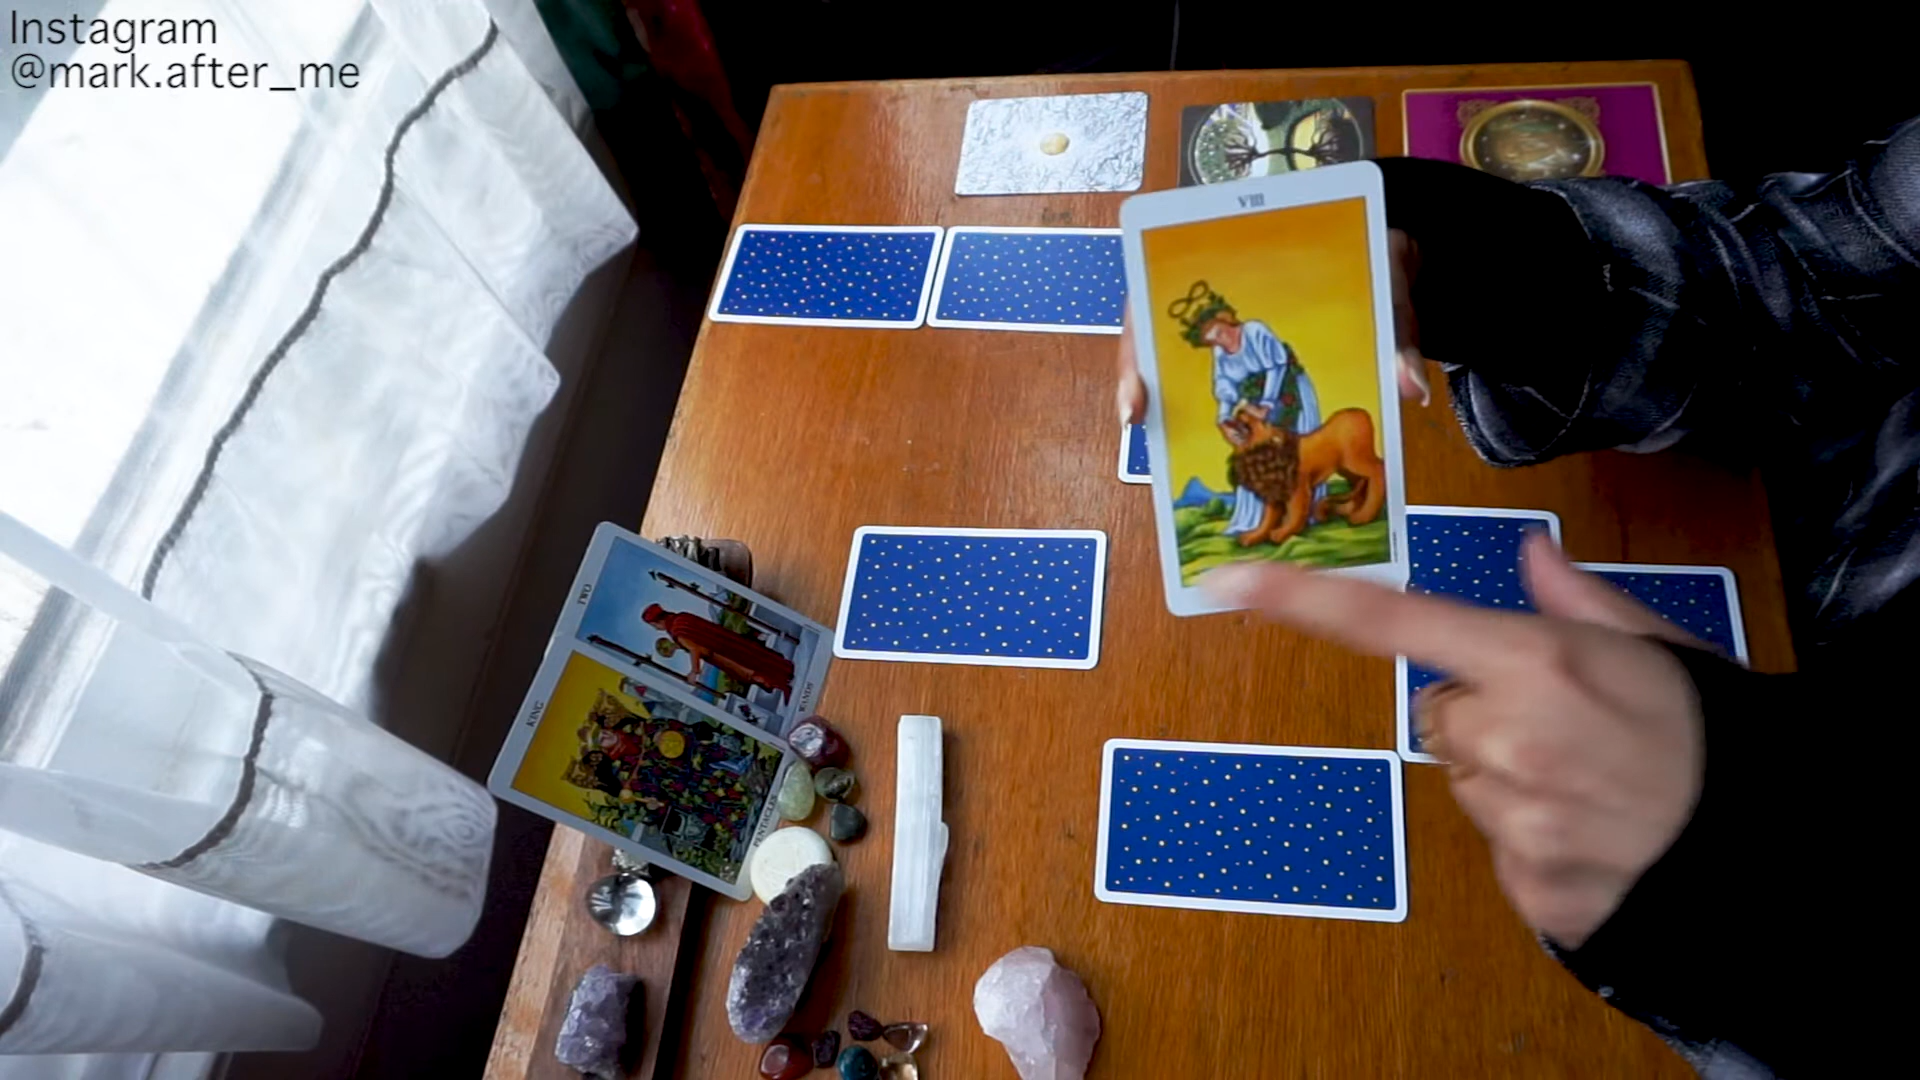 Instagram
@mark.after_me
VIII
TWO
WANDS
KING
PENTACLES